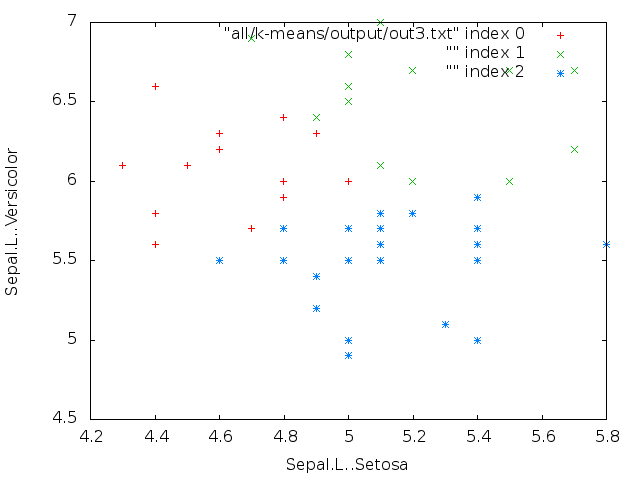 "all/k-means/output/out3.txt" index 0
"" index 1
"" index 2
7
6.5
6
5.5
5
4.5
4.2 4.4 4.6 4.8 5 5.2 5.4 5.6 5.8
Sepal.L..Versicolor
Sepal.L..Setosa